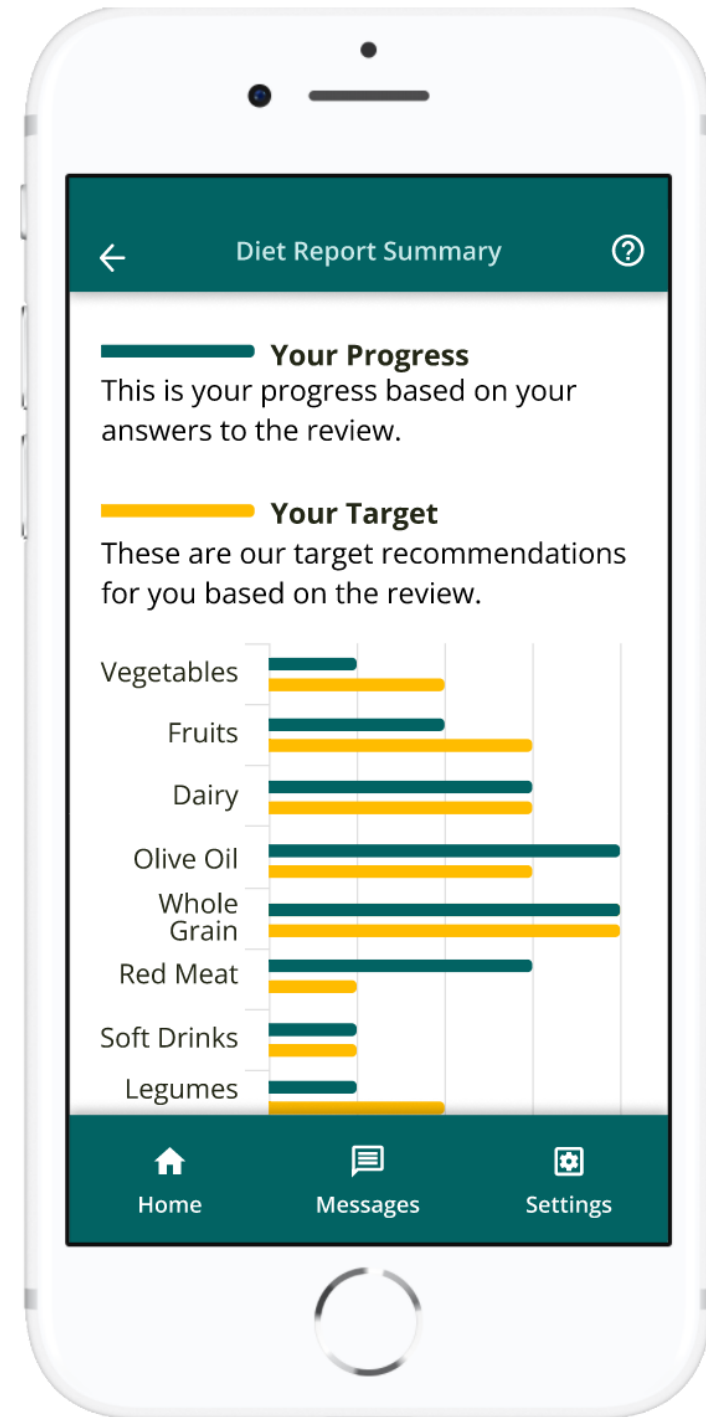 Diet Report Summary
Your Progress
This is your progress based on your
answers to the review.
Your Target
These are our target recommendations
for you based on the review.
Vegetables
Fruits
Dairy
Olive Oil
Whole
Grain
Red Meat
Soft Drinks
Legumes
Home Messages Settings